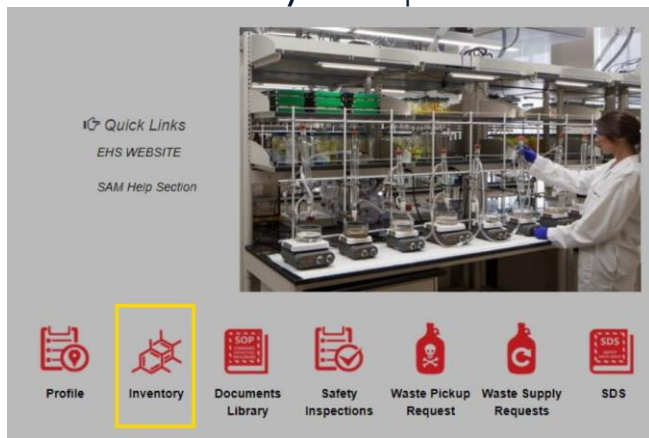 Quick Links
EHS WEBSITE
SAM Help Section
SOP
SDS
Profile
Inventory
Documents
Library
Safety
Inspections
Waste Pickup
Request
Waste Supply
Requests
SDS